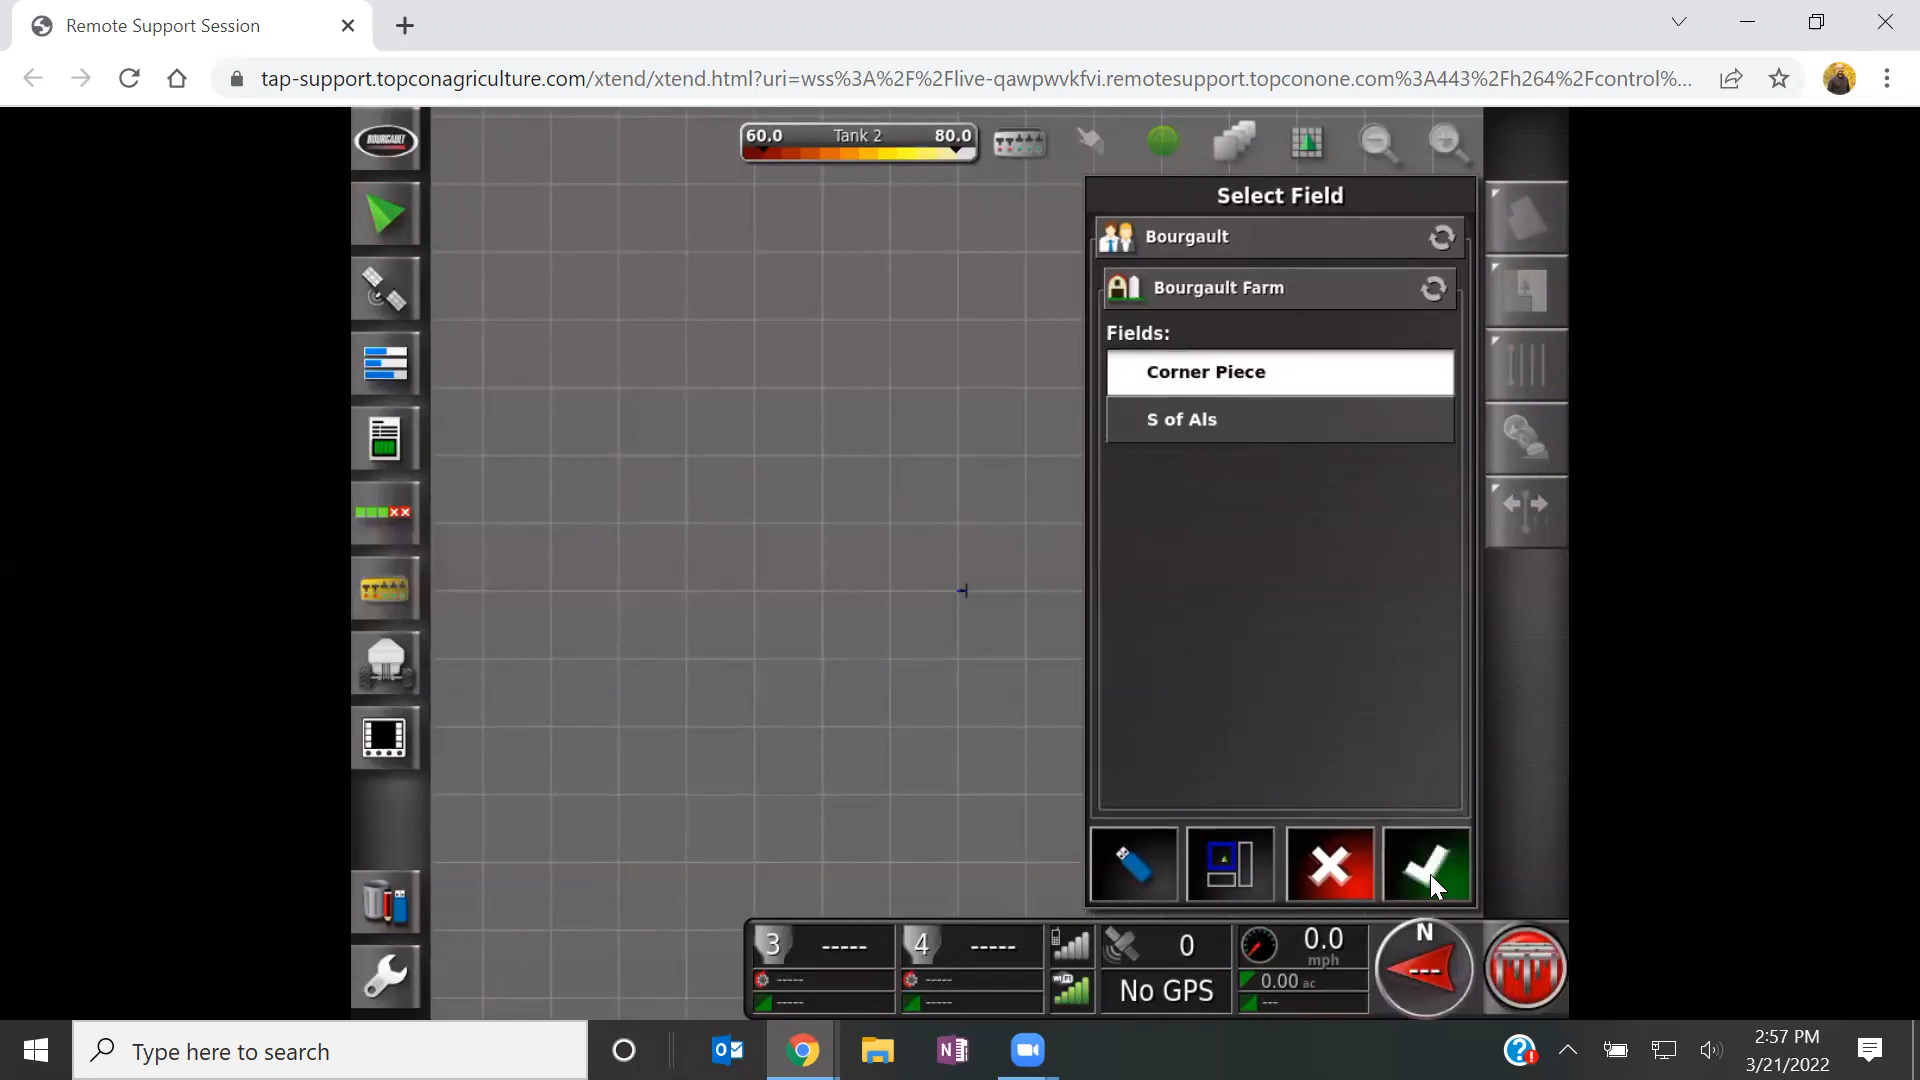 Remote Support Session
tap-support.topconagriculture.com/xtend/xtend.html?uri=wss%3A%2F%2Flive-qawpwvkfvi.remotesupport.topconone.com%3A443%2Fh264%2Fcontrol%...
BOURGAULT
60.0 Tank 2 80.0
Select Field
Bourgault
Bourgault Farm
Fields:
Corner Piece
S of Als
3 -----
4 -----
0
No GPS
0.0
mph
0.00 ac
---
N
---
Type here to search
2:57 PM
3/21/2022